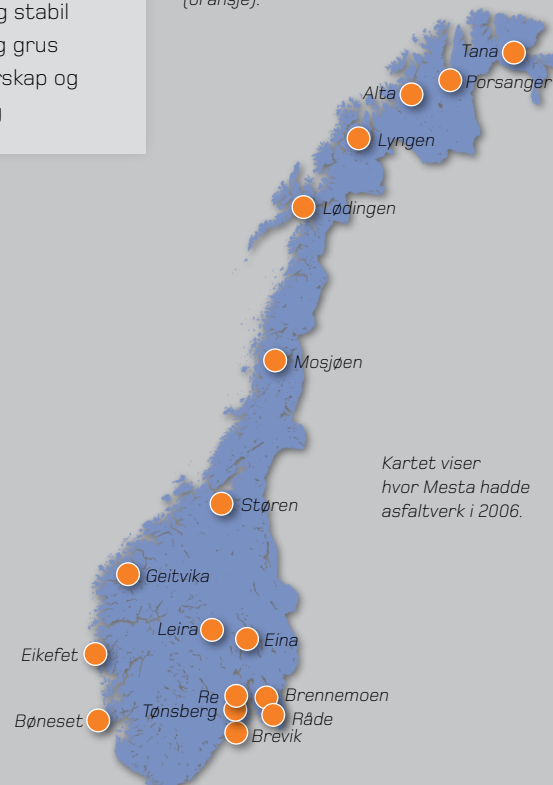 g stabil
g grus
rskap og
(oransje).
Tana
Porsanger
Alta
Lyngen
Lødingen
Mosjøen
Kartet viser
hvor Mesta hadde
asfaltverk i 2006.
Støren
Geitvika
Leira
Eina
Eikefet
Re
Brennemoen
Tønsberg
Råde
Bøneset
Brevik